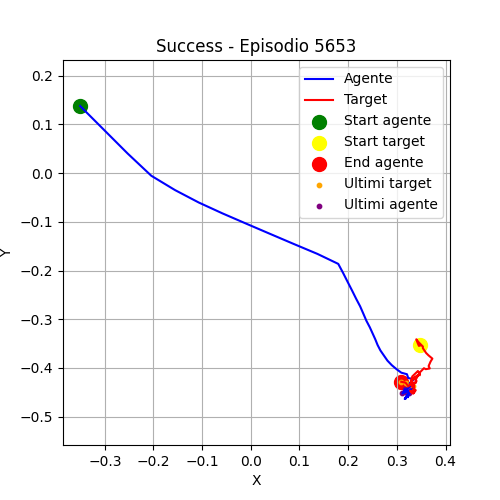 Success - Episodio 5653
Agente
Target
Start agente
Start target
End agente
Ultimi target
Ultimi agente
Y
0.2
0.1
0.0
−0.1
−0.2
−0.3
−0.4
−0.5
−0.3
−0.2
−0.1
0.0
0.1
0.2
0.3
0.4
X